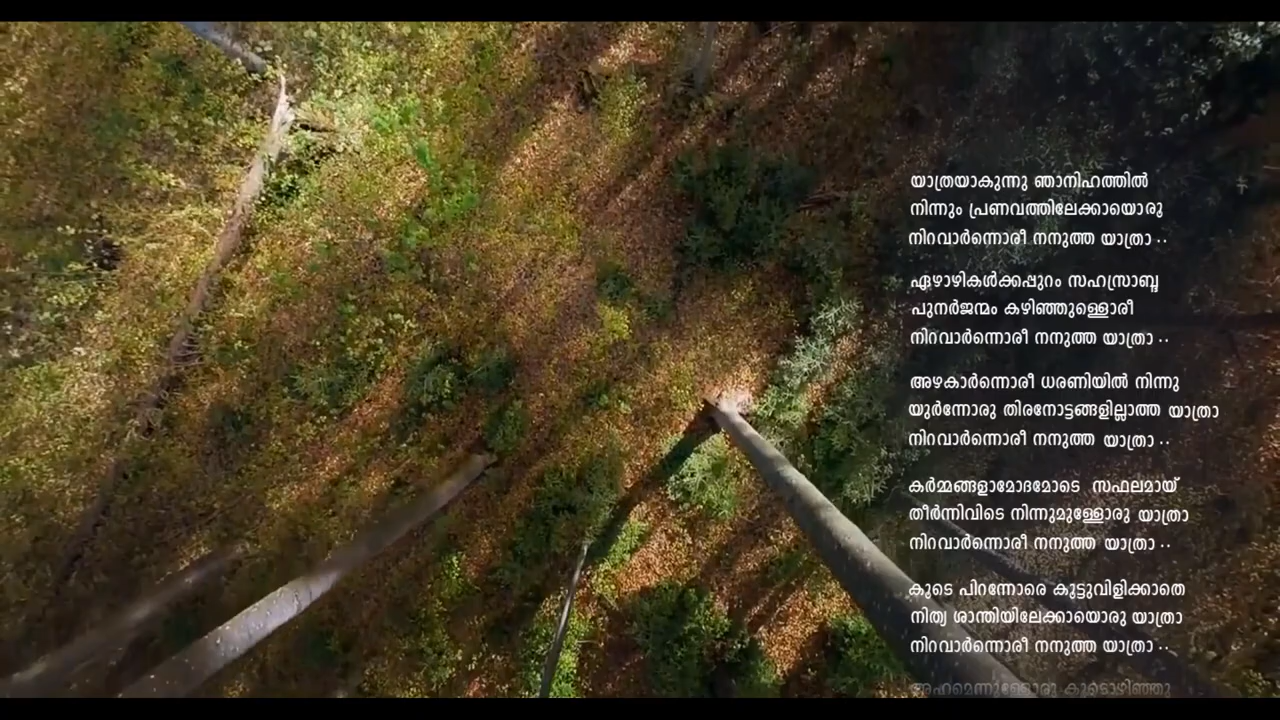 യാത്രയാകുന്നു ഞാനിഹത്തിൽ
നിന്നും പ്രണവത്തിലേക്കായൊരു
നിറവാർന്നൊരീ നനുത്ത യാത്രാ ..
ഏഴാഴികൾക്കപ്പുറം സഹസ്രാബ്ദ
പുനർജന്മം കഴിഞ്ഞുള്ളൊരീ
നിറവാർന്നൊരീ നനുത്ത യാത്രാ ..
അഴകാർന്നൊരീ ധരണിയിൽ നിന്നു
യുർന്നോരു തിരനോട്ടങ്ങളില്ലാത്ത യാത്രാ
നിറവാർന്നൊരീ നനുത്ത യാത്രാ ..
കർമ്മങ്ങളാമോദമോടെ സഫലമായ്
തീർന്നിവിടെ നിന്നുമുള്ളോരു യാത്രാ
നിറവാർന്നൊരീ നനുത്ത യാത്രാ ..
കൂടെ പിറന്നോരെ കൂട്ടുവിളിക്കാതെ
നിത്വ ശാന്തിയിലേക്കായൊരു യാത്രാ
നിറവാർന്നൊരീ നനുത്ത യാത്രാ ..
അഹമെന്നുള്ളോരു കൂടൊഴിഞ്ഞു